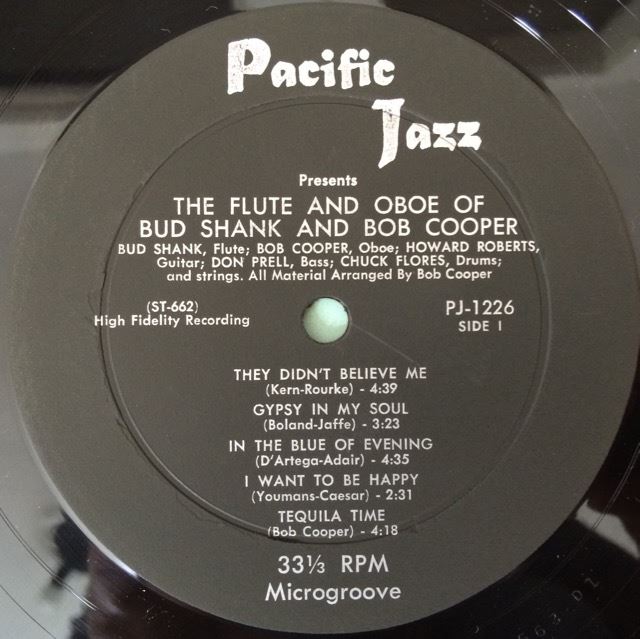 Pacific
Jazz
Presents
THE FLUTE AND OBOE OF
BUD SHANK AND BOB COOPER
BUD SHANK, Flute; BOB COOPER, Oboe; HOWARD ROBERTS,
Guitar; DON PRELL, Bass; CHUCK FLORES, Drums;
and strings. All Material Arranged By Bob Cooper
(ST-662)
High Fidelity Recording
PJ-1226
SIDE 1
THEY DIDN'T BELIEVE ME
(Kern-Rourke) - 4:39
GYPSY IN MY SOUL
(Boland-Jaffe) - 3:23
IN THE BLUE OF EVENING
(D'Artega-Adair) - 4:35
I WANT TO BE HAPPY
(Youmans-Caesar) - 2:31
TEQUILA TIME
(Bob Cooper) - 4:18
33⅓ RPM
Microgroove